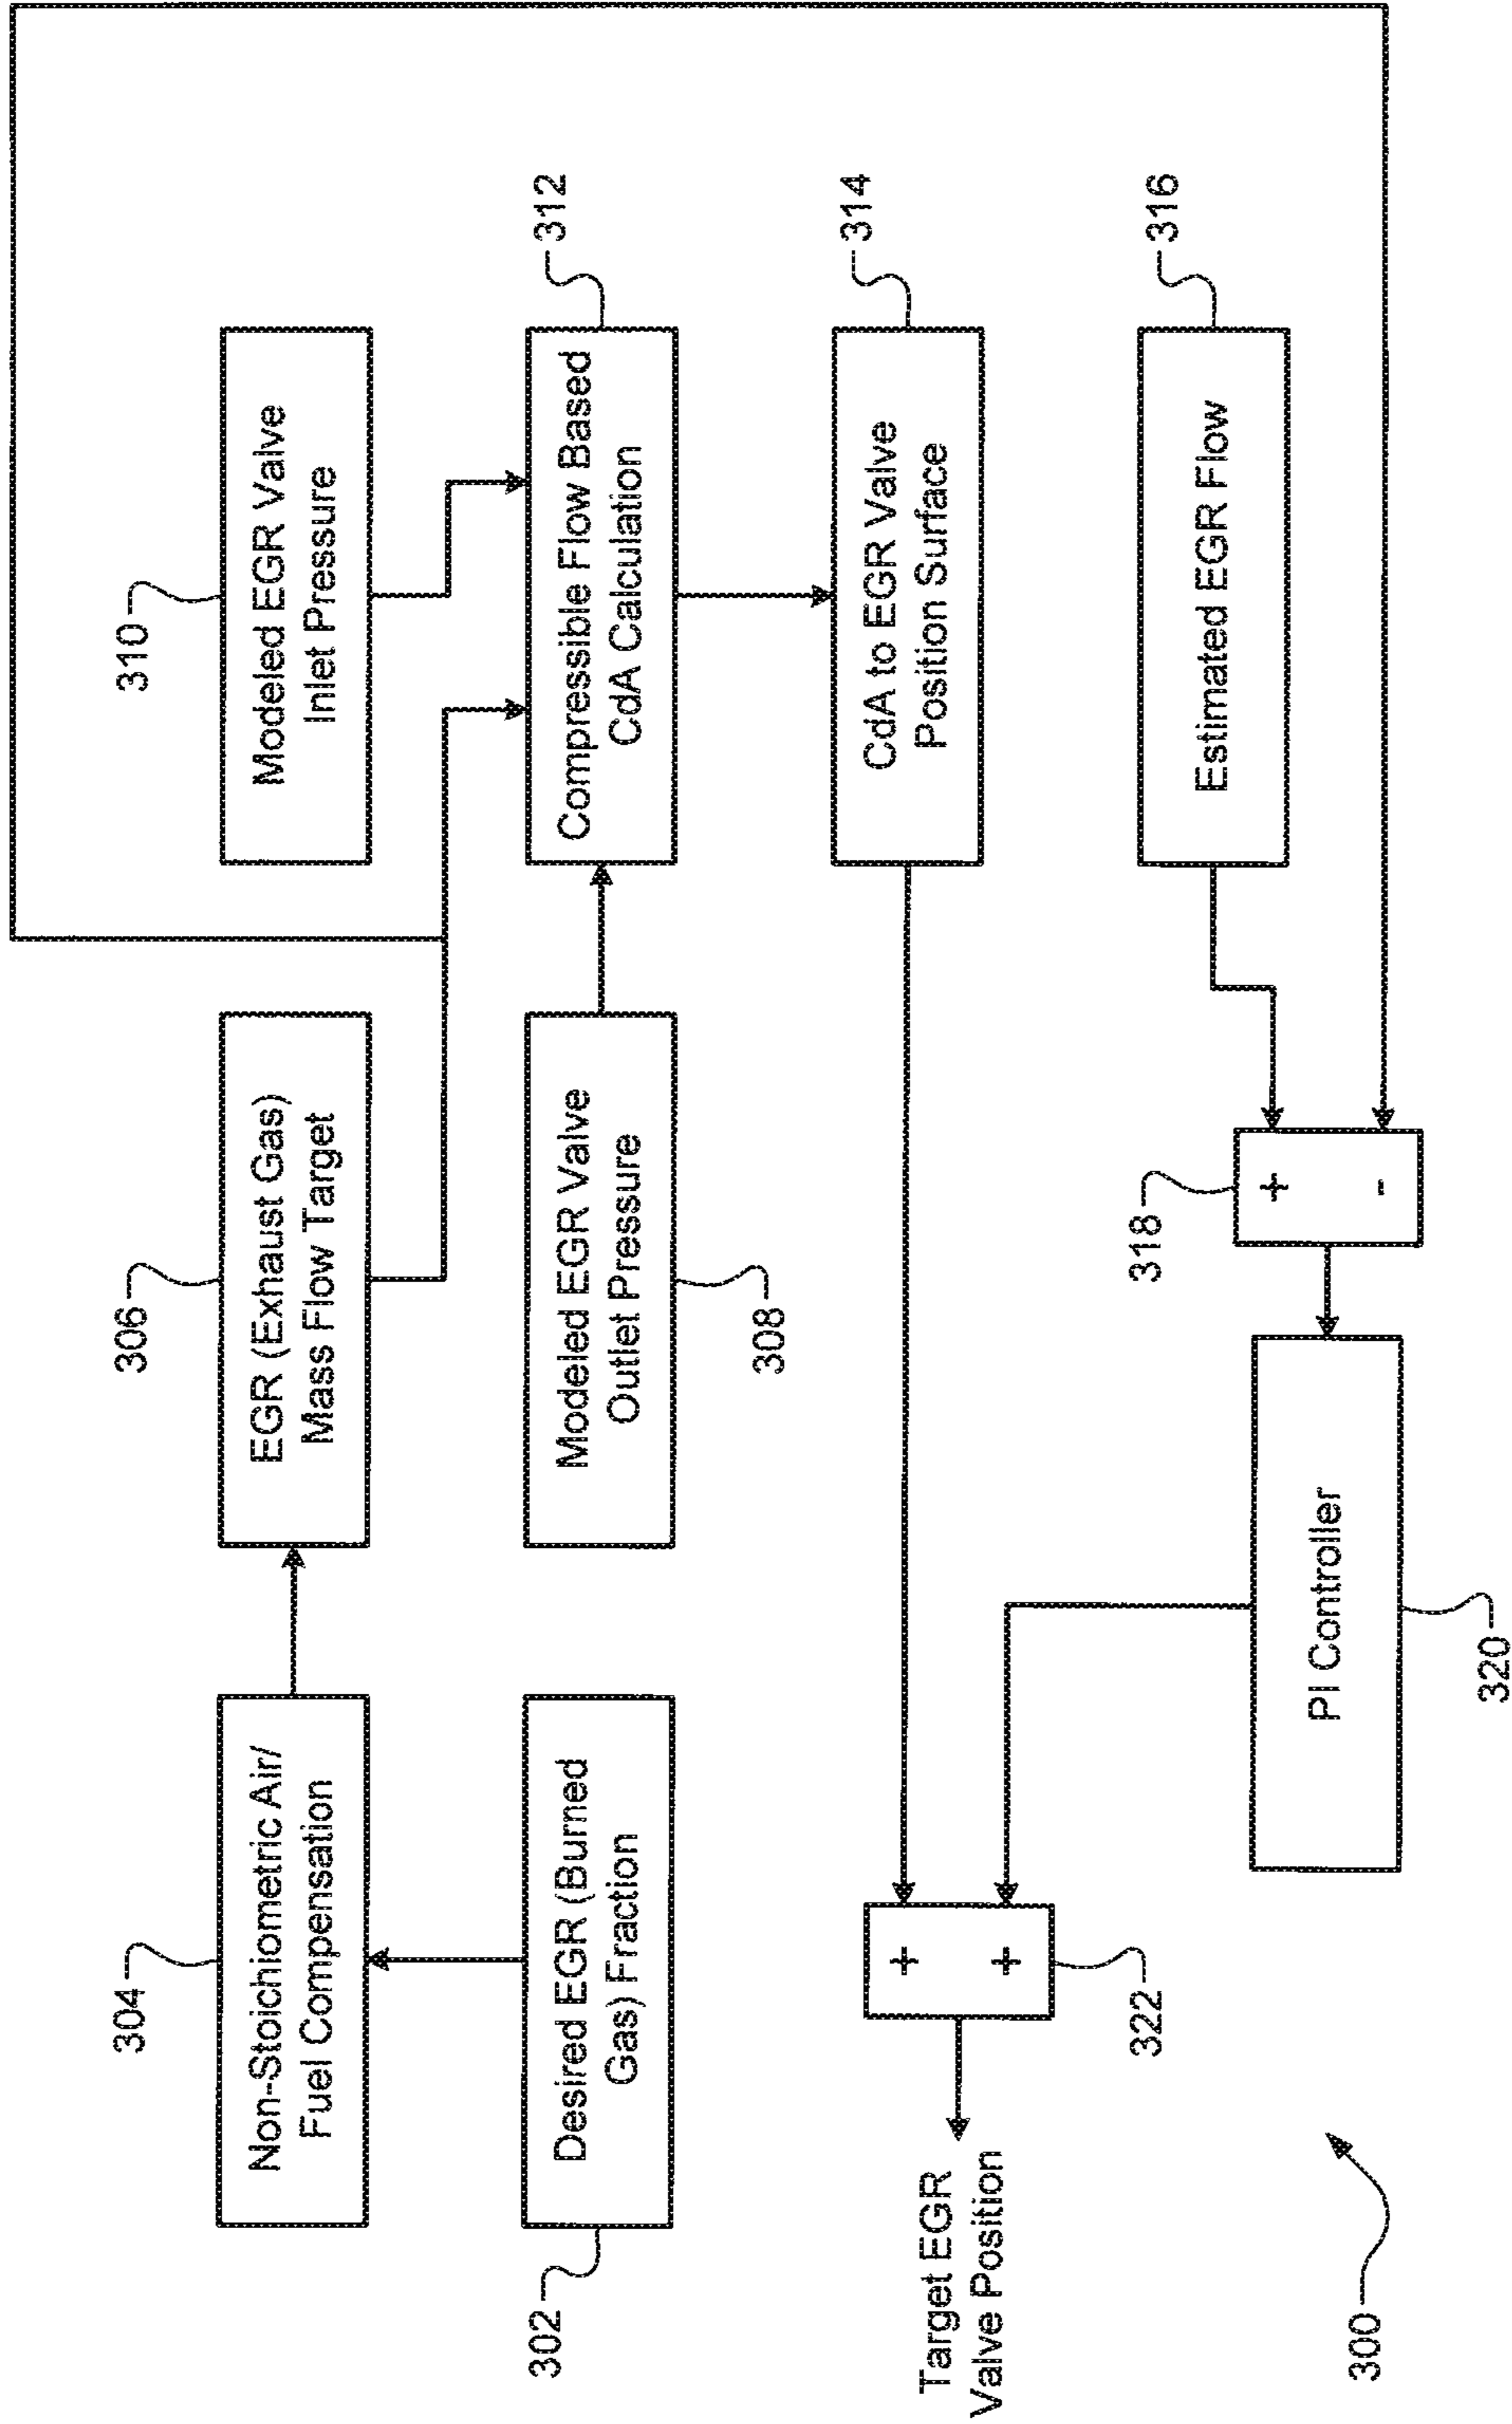 304
Non-Stoichiometric Air/
Fuel Compensation
306
EGR (Exhaust Gas)
Mass Flow Target
310
Modeled EGR Valve
Inlet Pressure
302
Desired EGR (Burned
Gas) Fraction
Modeled EGR Valve
Outlet Pressure
308
Compressible Flow Based
CdA Calculation
312
CdA to EGR Valve
Position Surface
314
Target EGR
Valve Position
+
+
322
Estimated EGR Flow
316
318
+
-
PI Controller
320
300